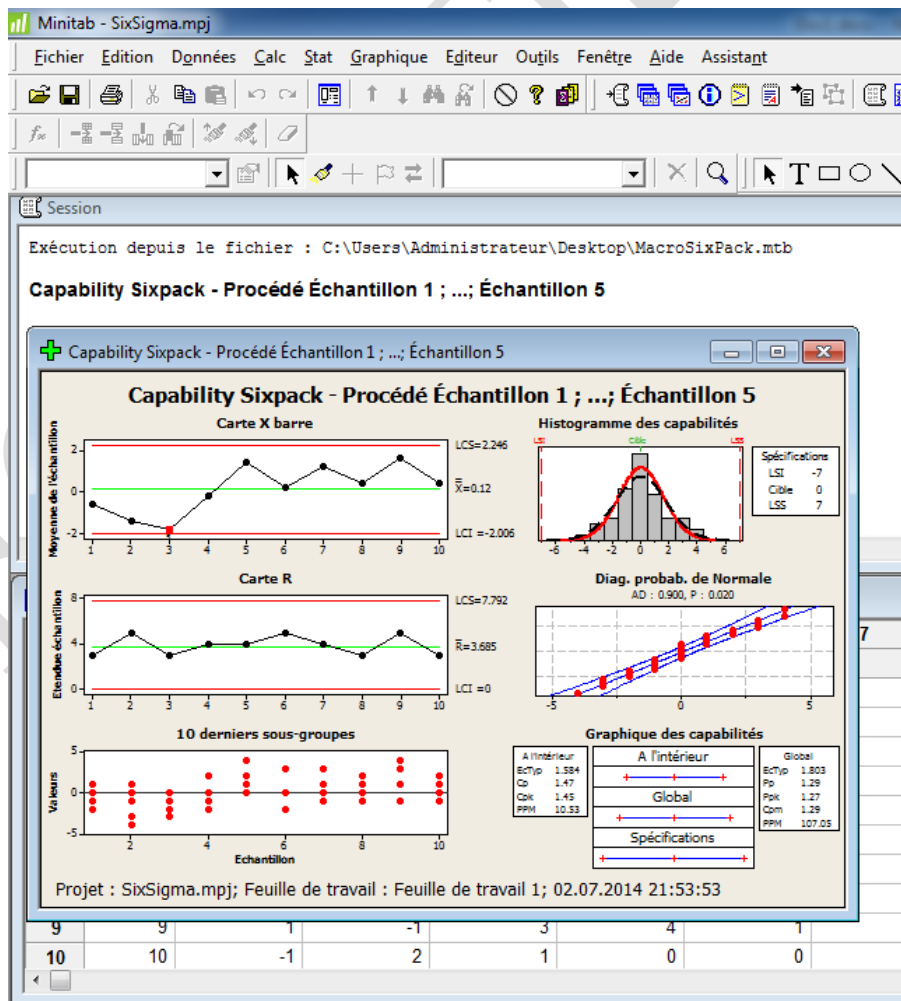 Minitab - SixSigma.mpj
Fichier Edition Données Calc Stat Graphique Editeur Outils Fenêtre Aide Assistant
Session
Exécution depuis le fichier : C:\Users\Administrateur\Desktop\MacroSixPack.mtb
Capability Sixpack - Procédé Échantillon 1 ; ...; Échantillon 5
Capability Sixpack - Procédé Échantillon 1 ; ...; Échantillon 5
Capability Sixpack - Procédé Échantillon 1 ; ...; Échantillon 5
Carte X barre
Moyenne de l'échantillon
2
0
-2
1 2 3 4 5 6 7 8 9 10
1
LCS=2.246
X=0.12
LCI =-2.006
Histogramme des capabilités
LSI Cible LSS
-6 -4 -2 0 2 4 6
Spécifications
LSI -7
Cible 0
LSS 7
Carte R
Etendue échantillon
8
4
0
1 2 3 4 5 6 7 8 9 10
LCS=7.792
R=3.685
LCI =0
Diag. probab. de Normale
AD : 0.900, P : 0.020
-5 0 5
10 derniers sous-groupes
Valeurs
5
0
-5
2 4 6 8 10
Echantillon
Graphique des capabilités
A l'intérieur
EcTyp 1.584
Cp 1.47
Cpk 1.45
PPM 10.53
A l'intérieur
Global
Spécifications
Global
EcTyp 1.803
Pp 1.29
Ppk 1.27
Cpm 1.29
PPM 107.05
Projet : SixSigma.mpj; Feuille de travail : Feuille de travail 1; 02.07.2014 21:53:53
7
9 9 1 -1 3 4 1
10 10 -1 2 1 0 0